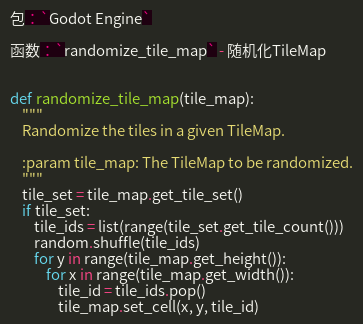 包：`Godot Engine`
函数：`randomize_tile_map` - 随机化TileMap
def randomize_tile_map(tile_map):
    """
    Randomize the tiles in a given TileMap.
    :param tile_map: The TileMap to be randomized.
    """
    tile_set = tile_map.get_tile_set()
    if tile_set:
        tile_ids = list(range(tile_set.get_tile_count()))
        random.shuffle(tile_ids)
        for y in range(tile_map.get_height()):
            for x in range(tile_map.get_width()):
                tile_id = tile_ids.pop()
                tile_map.set_cell(x, y, tile_id)